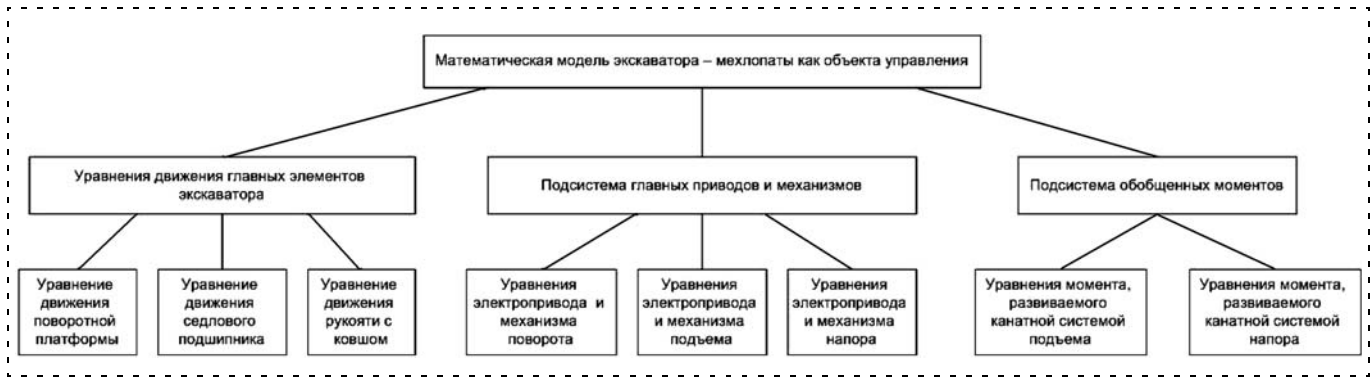 Математическая модель экскаватора – мехлопаты как объекта управления
Уравнения движения главных элементов
экскаватора
Подсистема главных приводов и механизмов
Подсистема обобщенных моментов
Уравнение
движения
поворотной
платформы
Уравнение
движения
седлового
подшипника
Уравнение
движения
рукояти с
ковшом
Уравнения
электропривода и
механизма
поворота
Уравнения
электропривода
и механизма
подъема
Уравнения
электропривода
и механизма
напора
Уравнения момента,
развиваемого
канатной системой
подъема
Уравнения момента,
развиваемого
канатной системой
напора